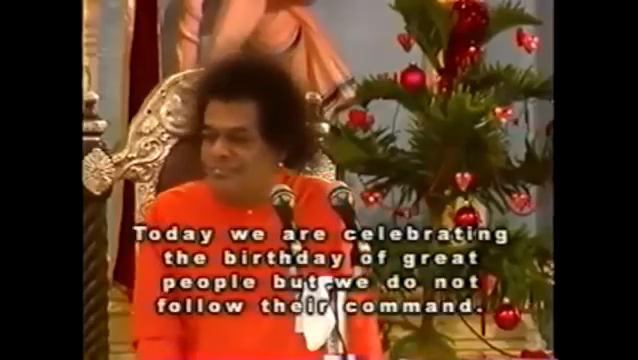 Today we are celebrating
the birthday of great
people but we do not
follow their command.